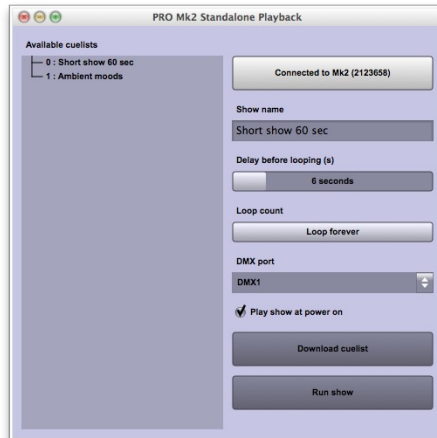 PRO Mk2 Standalone Playback
Available cuelists
0 : Short show 60 sec
1 : Ambient moods
Connected to Mk2 (2123658)
Show name
Short show 60 sec
Delay before looping (s)
6 seconds
Loop count
Loop forever
DMX port
DMX1
Play show at power on
Download cuelist
Run show